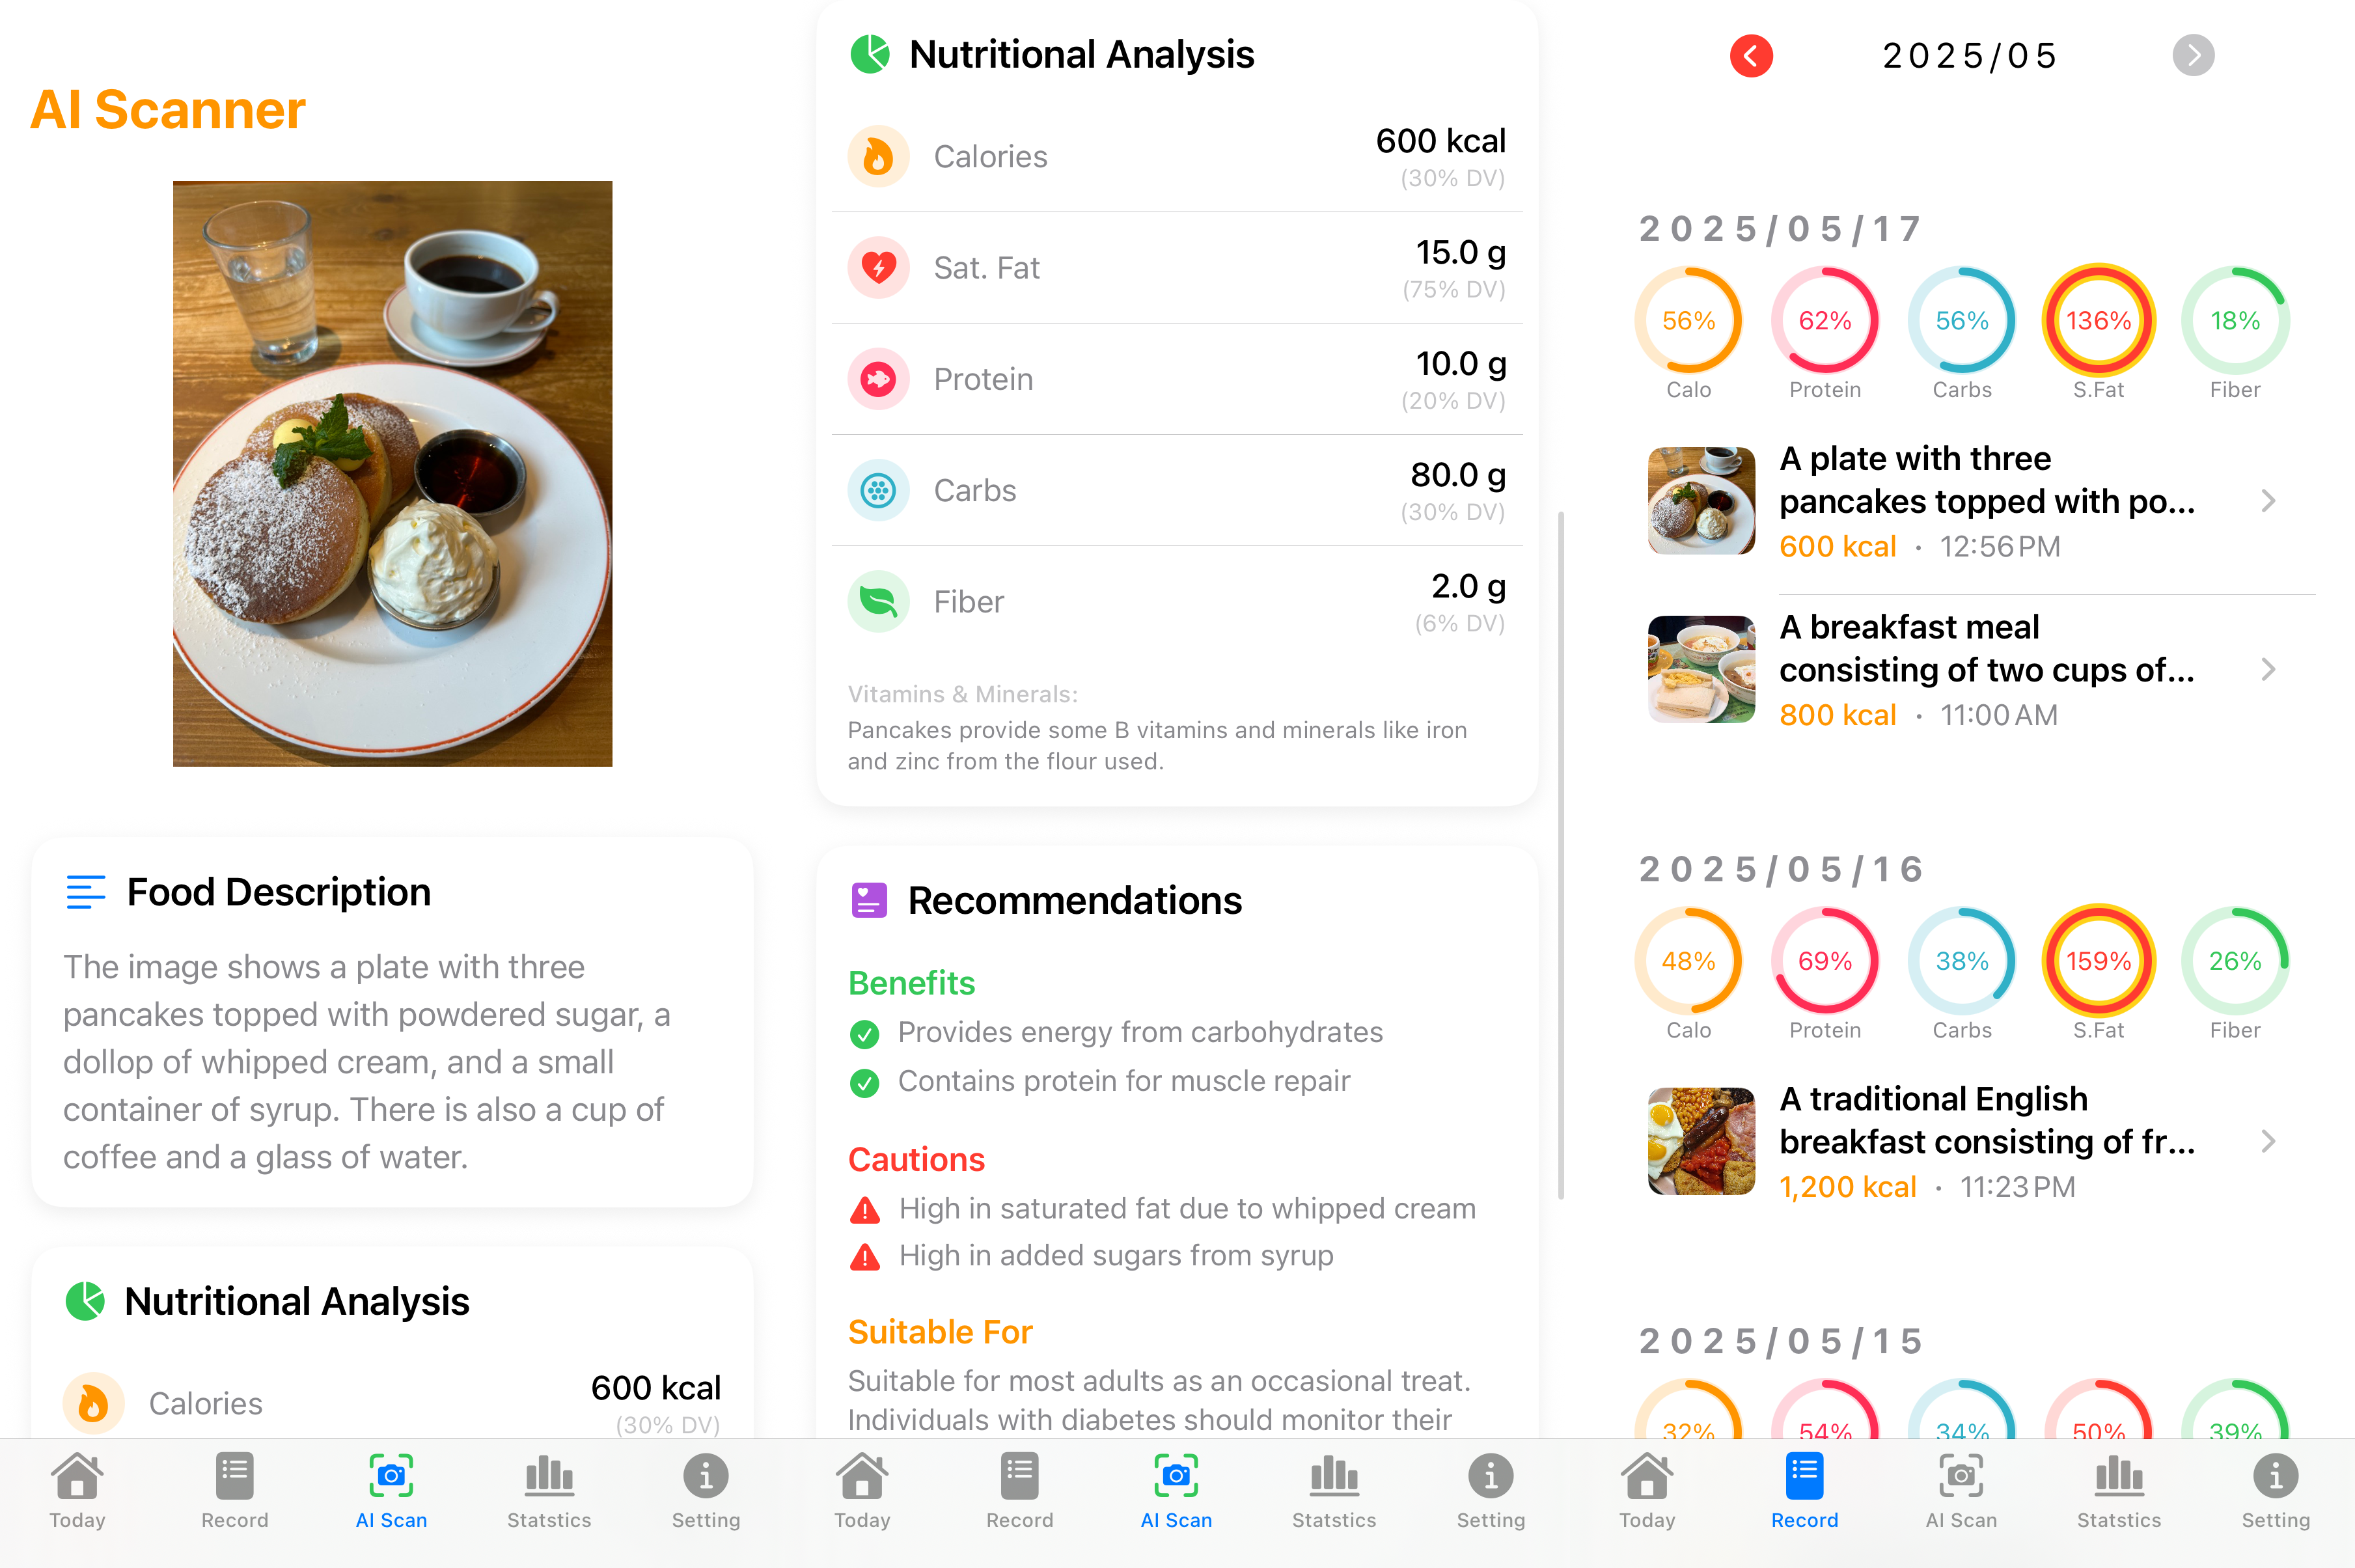 AI Scanner
Food Description
The image shows a plate with three
pancakes topped with powdered sugar, a
dollop of whipped cream, and a small
container of syrup. There is also a cup of
coffee and a glass of water.
Nutritional Analysis
Calories
600 kcal
(30% DV)
Today
Record
AI Scan
Statstics
Setting
Nutritional Analysis
Calories
600 kcal
(30% DV)
Sat. Fat
15.0 g
(75% DV)
Protein
10.0 g
(20% DV)
Carbs
80.0 g
(30% DV)
Fiber
2.0 g
(6% DV)
Vitamins & Minerals:
Pancakes provide some B vitamins and minerals like iron
and zinc from the flour used.
Recommendations
Benefits
Provides energy from carbohydrates
Contains protein for muscle repair
Cautions
High in saturated fat due to whipped cream
High in added sugars from syrup
Suitable For
Suitable for most adults as an occasional treat.
Individuals with diabetes should monitor their
Today
Record
AI Scan
Statstics
Setting
2025/05
2025/05/17
56%
62%
56%
136%
18%
Calo
Protein
Carbs
S.Fat
Fiber
A plate with three
pancakes topped with po...
600 kcal · 12:56 PM
A breakfast meal
consisting of two cups of...
800 kcal · 11:00 AM
2025/05/16
48%
69%
38%
159%
26%
Calo
Protein
Carbs
S.Fat
Fiber
A traditional English
breakfast consisting of fr...
1,200 kcal · 11:23 PM
2025/05/15
32%
54%
34%
50%
39%
Today
Record
AI Scan
Statstics
Setting